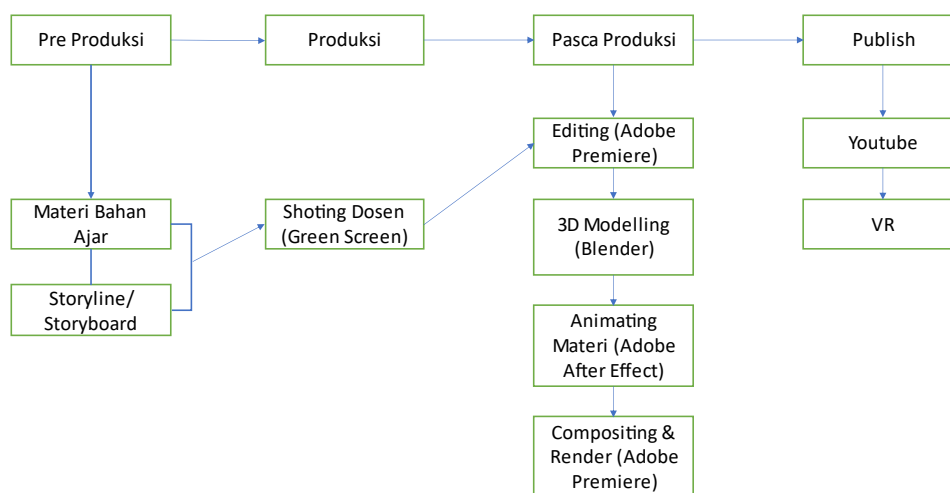 Pre Produksi
Produksi
Pasca Produksi
Publish
Editing (Adobe
Premiere)
Youtube
Materi Bahan
Ajar
Shoting Dosen
(Green Screen)
3D Modelling
(Blender)
VR
Storyline/
Storyboard
Animating
Materi (Adobe
After Effect)
Compositing &
Render (Adobe
Premiere)